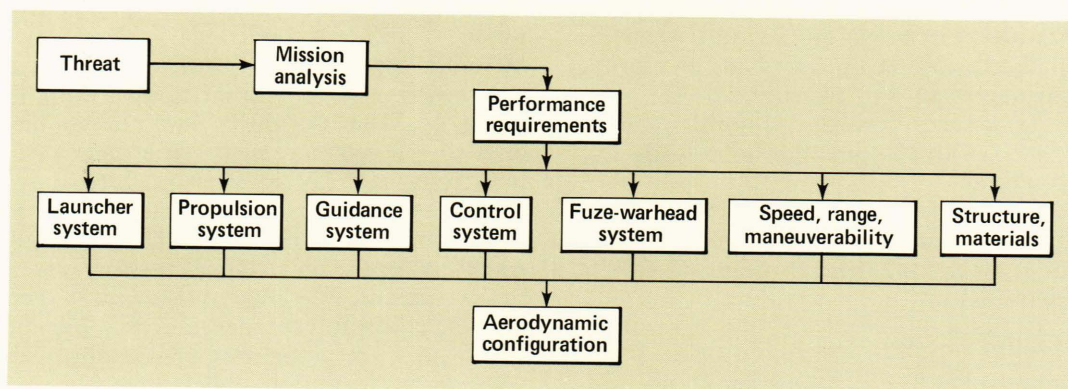 Threat
Mission
analysis
Performance
requirements
Launcher
system
Propulsion
system
Guidance
system
Control
system
Fuze-warhead
system
Speed, range,
maneuverability
Structure,
materials
Aerodynamic
configuration